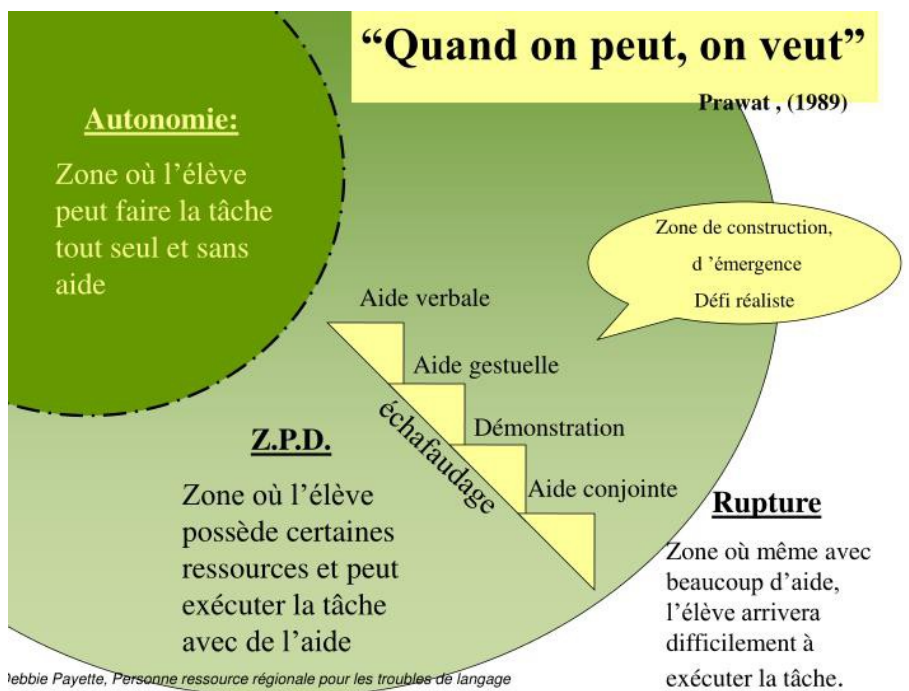 “Quand on peut, on veut”
Prawat , (1989)
Autonomie:
Zone où l’élève
peut faire la tâche
tout seul et sans
aide
Zone de construction,
d ’émergence
Défi réaliste
Aide verbale
Aide gestuelle
Démonstration
Aide conjointe
échafaudage
Z.P.D.
Zone où l’élève
possède certaines
ressources et peut
exécuter la tâche
avec de l’aide
Rupture
Zone où même avec
beaucoup d’aide,
l’élève arrivera
difficilement à
exécuter la tâche.
Debbie Payette, Personne ressource régionale pour les troubles de langage